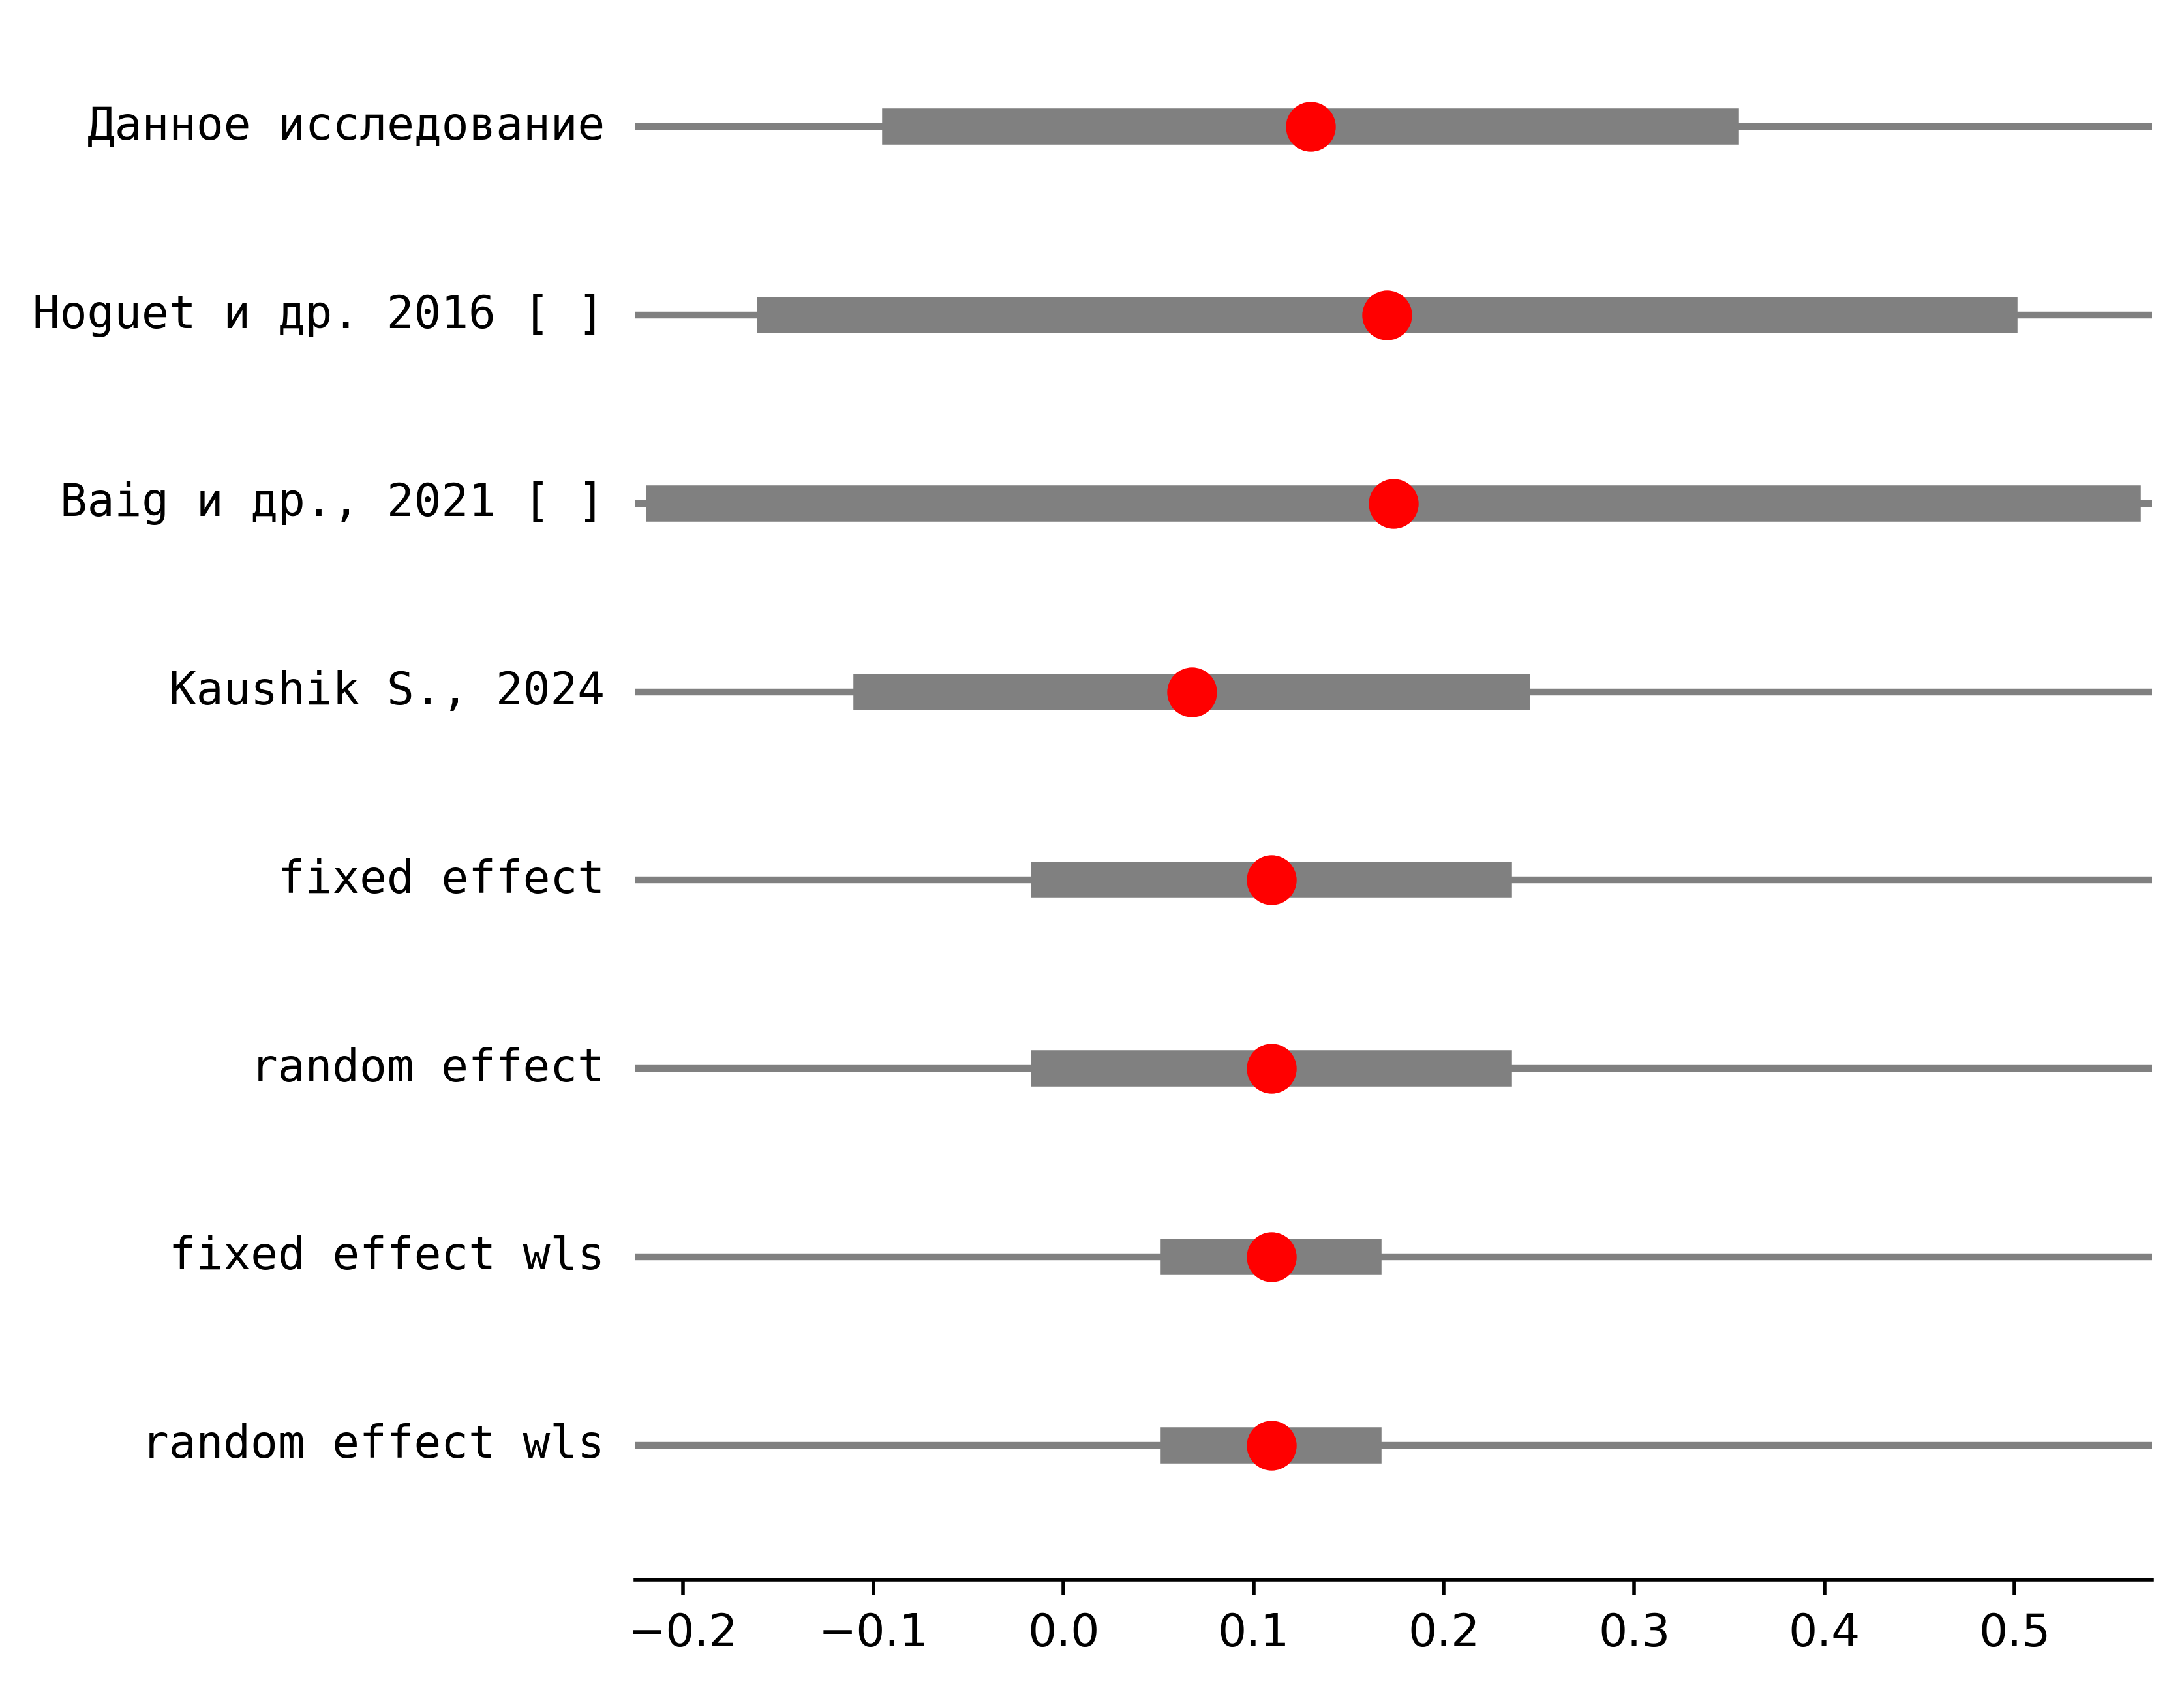 Данное исследование
Hoguet и др. 2016 [ ]
Baig и др., 2021 [ ]
Kaushik S., 2024
fixed effect
random effect
fixed effect wls
random effect wls
−0.2 −0.1 0.0 0.1 0.2 0.3 0.4 0.5